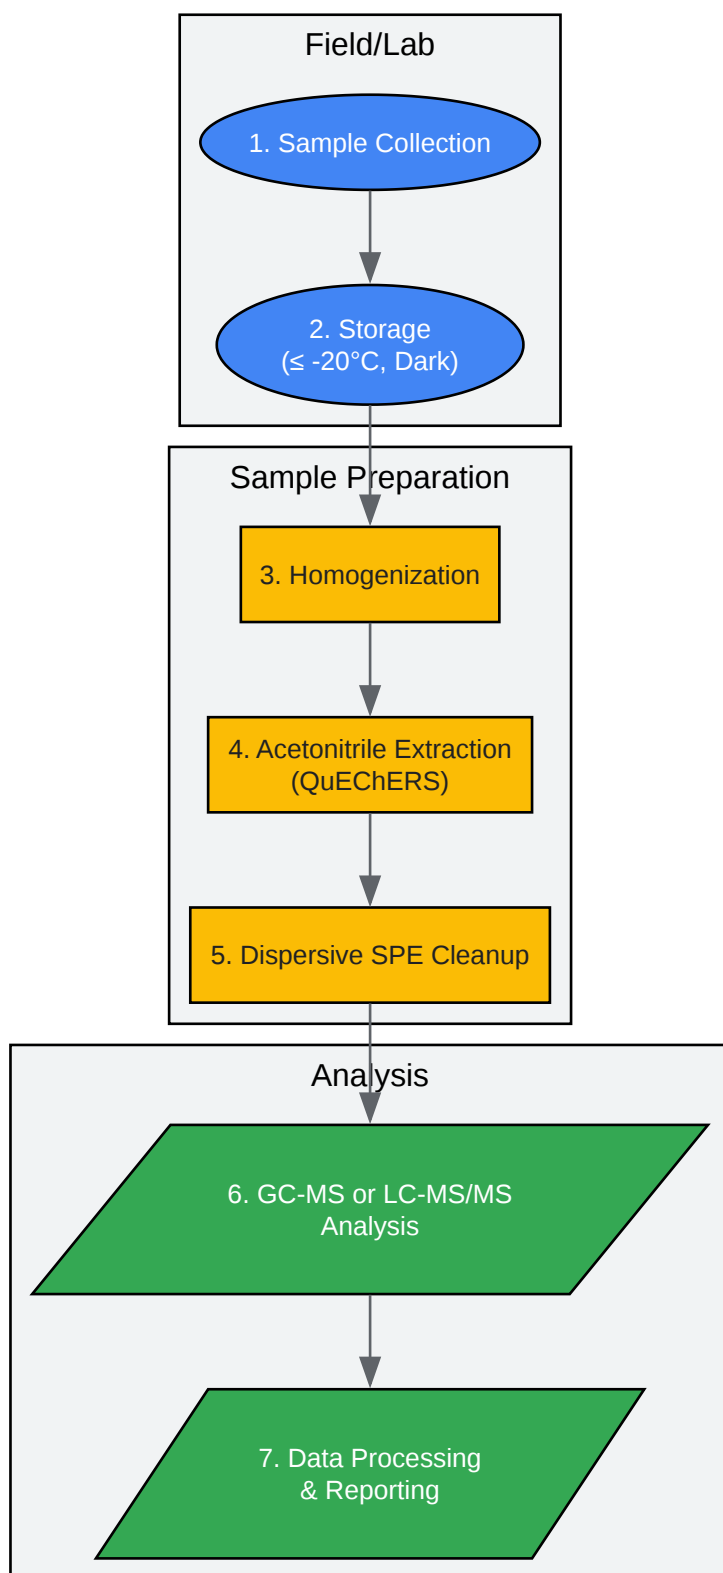 Field/Lab
1. Sample Collection
2. Storage
(≤ -20°C, Dark)
Sample Preparation
3. Homogenization
4. Acetonitrile Extraction
(QuEChERS)
5. Dispersive SPE Cleanup
Analysis
6. GC-MS or LC-MS/MS
Analysis
7. Data Processing
& Reporting